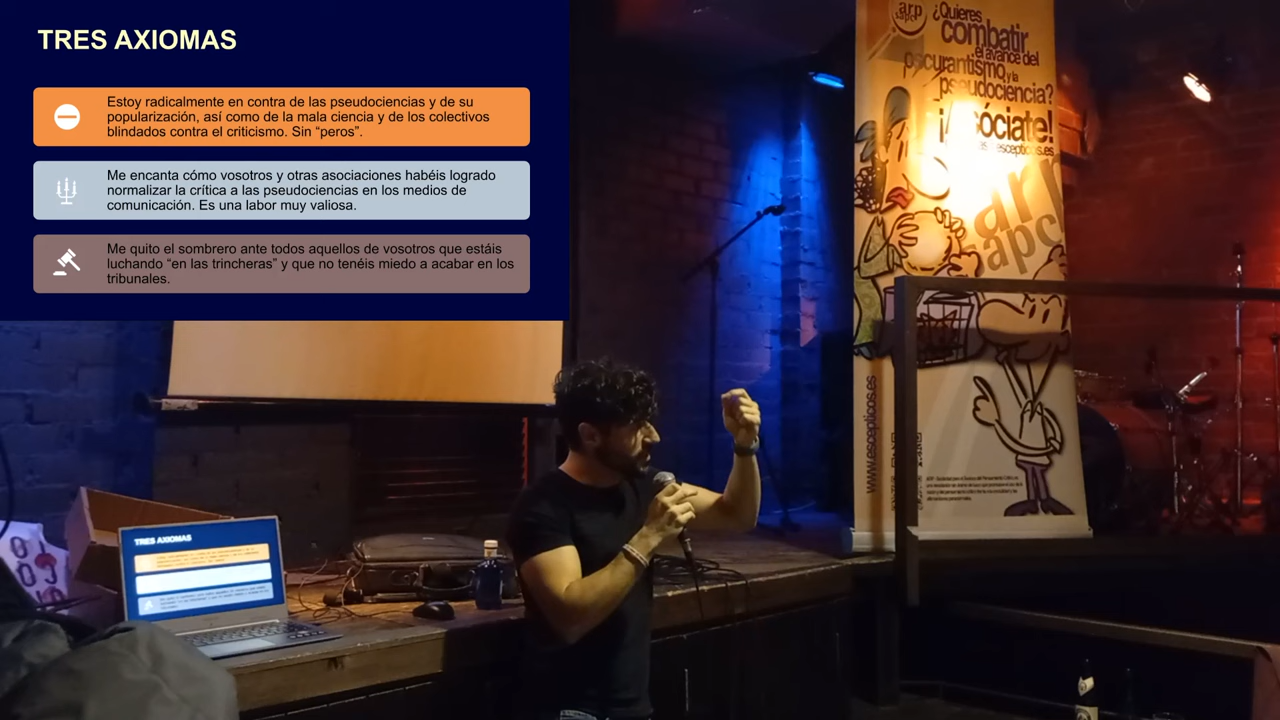 TRES AXIOMAS
Estoy radicalmente en contra de las pseudociencias y de su
popularización, así como de la mala ciencia y de los colectivos
blindados contra el criticismo. Sin “peros”.
Me encanta cómo vosotros y otras asociaciones habéis logrado
normalizar la crítica a las pseudociencias en los medios de
comunicación. Es una labor muy valiosa.
Me quito el sombrero ante todos aquellos de vosotros que estáis
luchando “en las trincheras” y que no tenéis miedo a acabar en los
tribunales.
arp
sapc
¿Quieres
combatir
el avance del
oscurantismo y la
pseudociencia?
¡Asóciate!
escepticos.es
arp
sapc
www.escepticos.es
TRES AXIOMAS